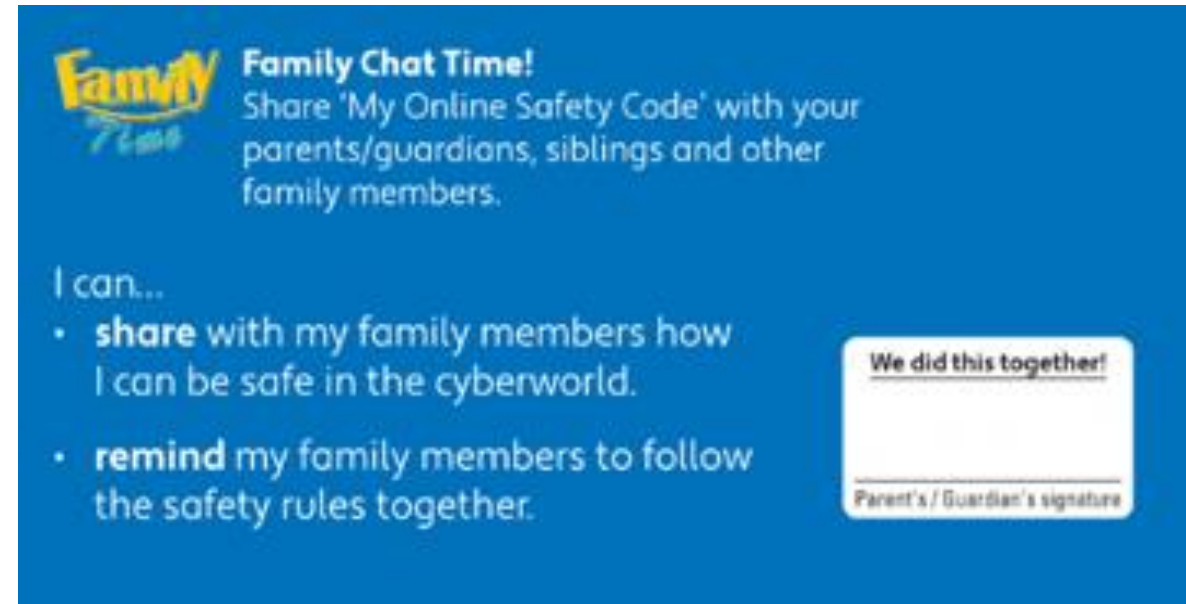 Family
Time
Family Chat Time!
Share 'My Online Safety Code' with your
parents/guardians, siblings and other
family members.
I can...
• share with my family members how
I can be safe in the cyberworld.
• remind my family members to follow
the safety rules together.
We did this together!
Parent's / Guardian's signature